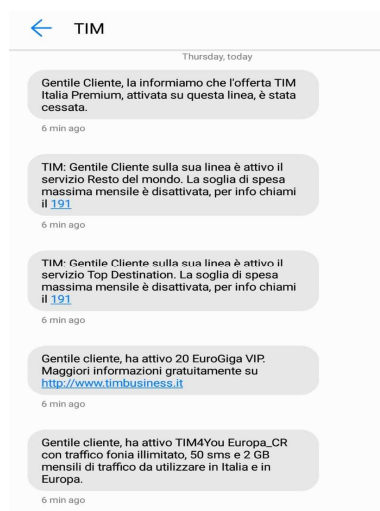 TIM
Thursday, today
Gentile Cliente, la informiamo che l'offerta TIM
Italia Premium, attivata su questa linea, è stata
cessata.
6 min ago
TIM: Gentile Cliente sulla sua linea è attivo il
servizio Resto del mondo. La soglia di spesa
massima mensile è disattivata, per info chiami
il 191
6 min ago
TIM: Gentile Cliente sulla sua linea è attivo il
servizio Top Destination. La soglia di spesa
massima mensile è disattivata, per info chiami
il 191
6 min ago
Gentile cliente, ha attivo 20 EuroGiga VIP.
Maggiori informazioni gratuitamente su
http://www.timbusiness.it
6 min ago
Gentile cliente, ha attivo TIM4You Europa_CR
con traffico fonia illimitato, 50 sms e 2 GB
mensili di traffico da utilizzare in Italia e in
Europa.
6 min ago